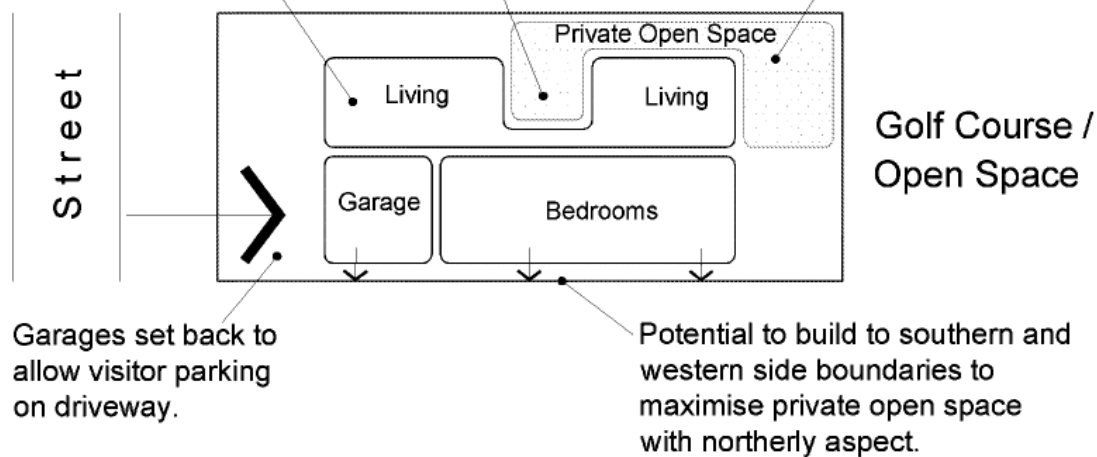 Private Open Space
Living
Living
Street
Golf Course /
Open Space
Garage
Bedrooms
Garages set back to
allow visitor parking
on driveway.
Potential to build to southern and
western side boundaries to
maximise private open space
with northerly aspect.